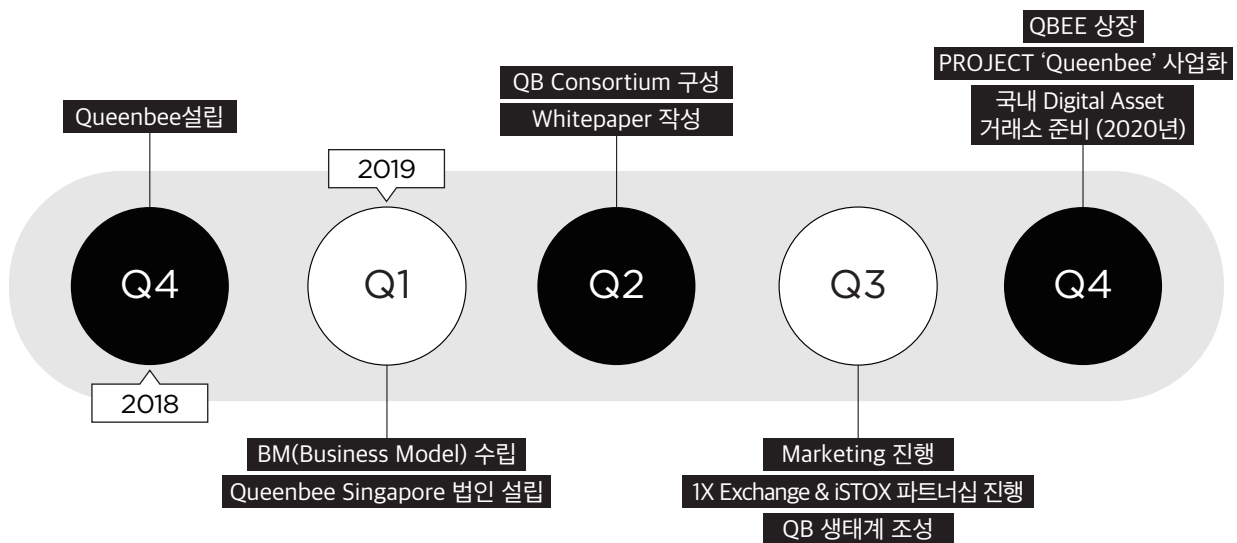 Queenbee설립
Q4
2018
2019
Q1
BM(Business Model) 수립
Queenbee Singapore 법인 설립
QB Consortium 구성
Whitepaper 작성
Q2
Q3
Marketing 진행
1X Exchange & iSTOX 파트너십 진행
QB 생태계 조성
QBEE 상장
PROJECT ‘Queenbee’ 사업화
국내 Digital Asset
거래소 준비 (2020년)
Q4